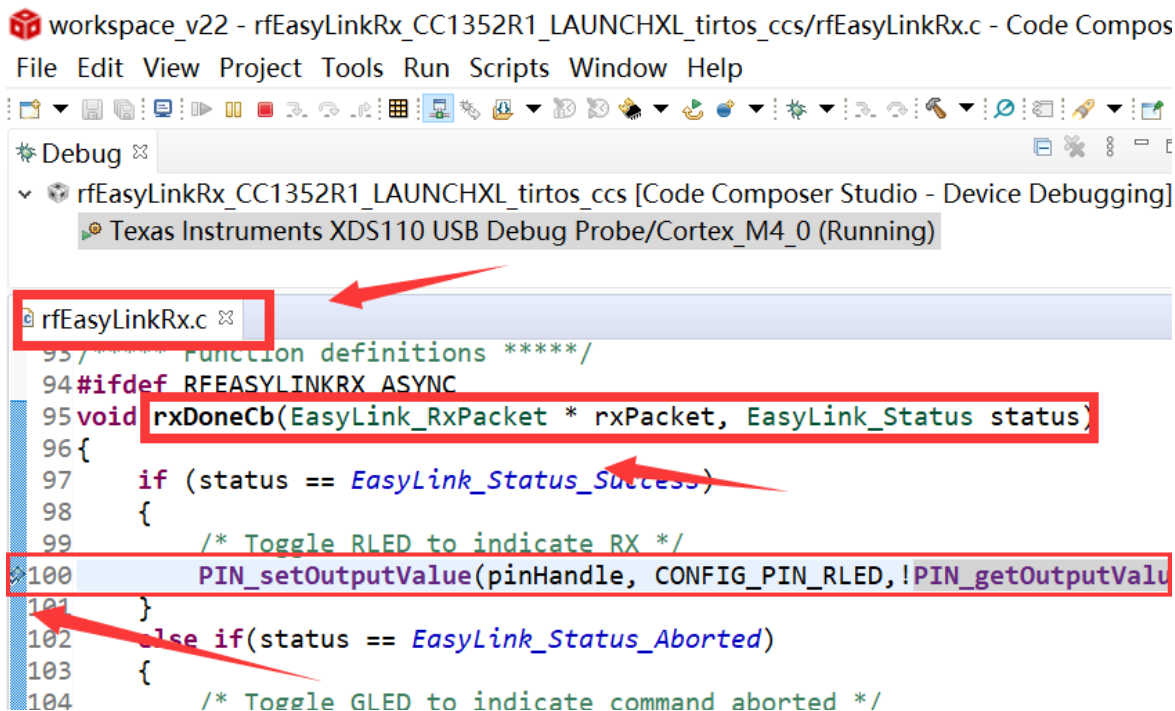 workspace_v22 - rfEasyLinkRx_CC1352R1_LAUNCHXL_tirtos_ccs/rfEasyLinkRx.c - Code Compos
File Edit View Project Tools Run Scripts Window Help
Debug
rfEasyLinkRx_CC1352R1_LAUNCHXL_tirtos_ccs [Code Composer Studio - Device Debugging]
Texas Instruments XDS110 USB Debug Probe/Cortex_M4_0 (Running)
rfEasyLinkRx.c
93 /***** Function definitions *****/
94 #ifdef RFEASYLINKRX_ASYNC
95 void rxDoneCb(EasyLink_RxPacket * rxPacket, EasyLink_Status status)
96 {
97 if (status == EasyLink_Status_Success)
98 {
99 /* Toggle RLED to indicate RX */
100 PIN_setOutputValue(pinHandle, CONFIG_PIN_RLED,!PIN_getOutputValu
101 }
102 else if(status == EasyLink_Status_Aborted)
103 {
104 /* Toggle GLED to indicate command aborted */